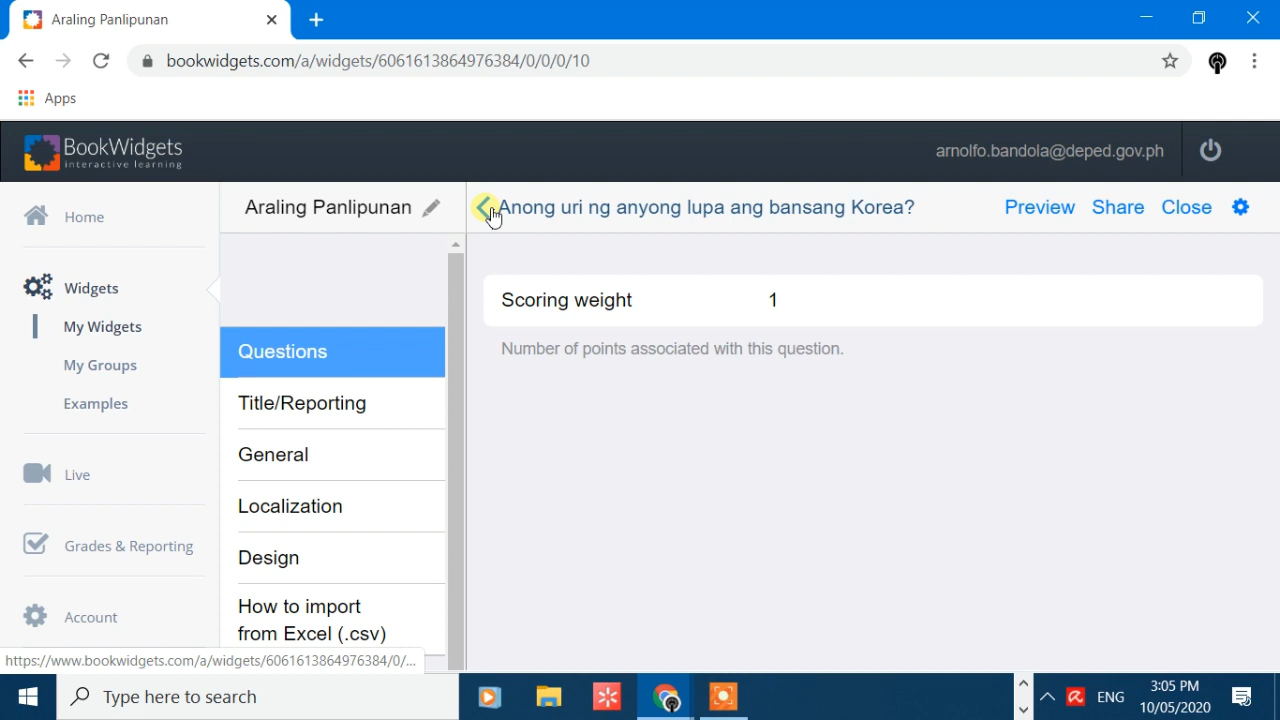 Araling Panlipunan
bookwidgets.com/a/widgets/6061613864976384/0/0/0/10
Apps
BookWidgets
interactive learning
arnolfo.bandola@deped.gov.ph
Home
Widgets
My Widgets
My Groups
Examples
Live
Grades & Reporting
Account
Araling Panlipunan
Questions
Title/Reporting
General
Localization
Design
How to import
from Excel (.csv)
Anong uri ng anyong lupa ang bansang Korea?
Preview Share Close
Scoring weight 1
Number of points associated with this question.
https://www.bookwidgets.com/a/widgets/6061613864976384/0/...
Type here to search
ENG
3:05 PM
10/05/2020